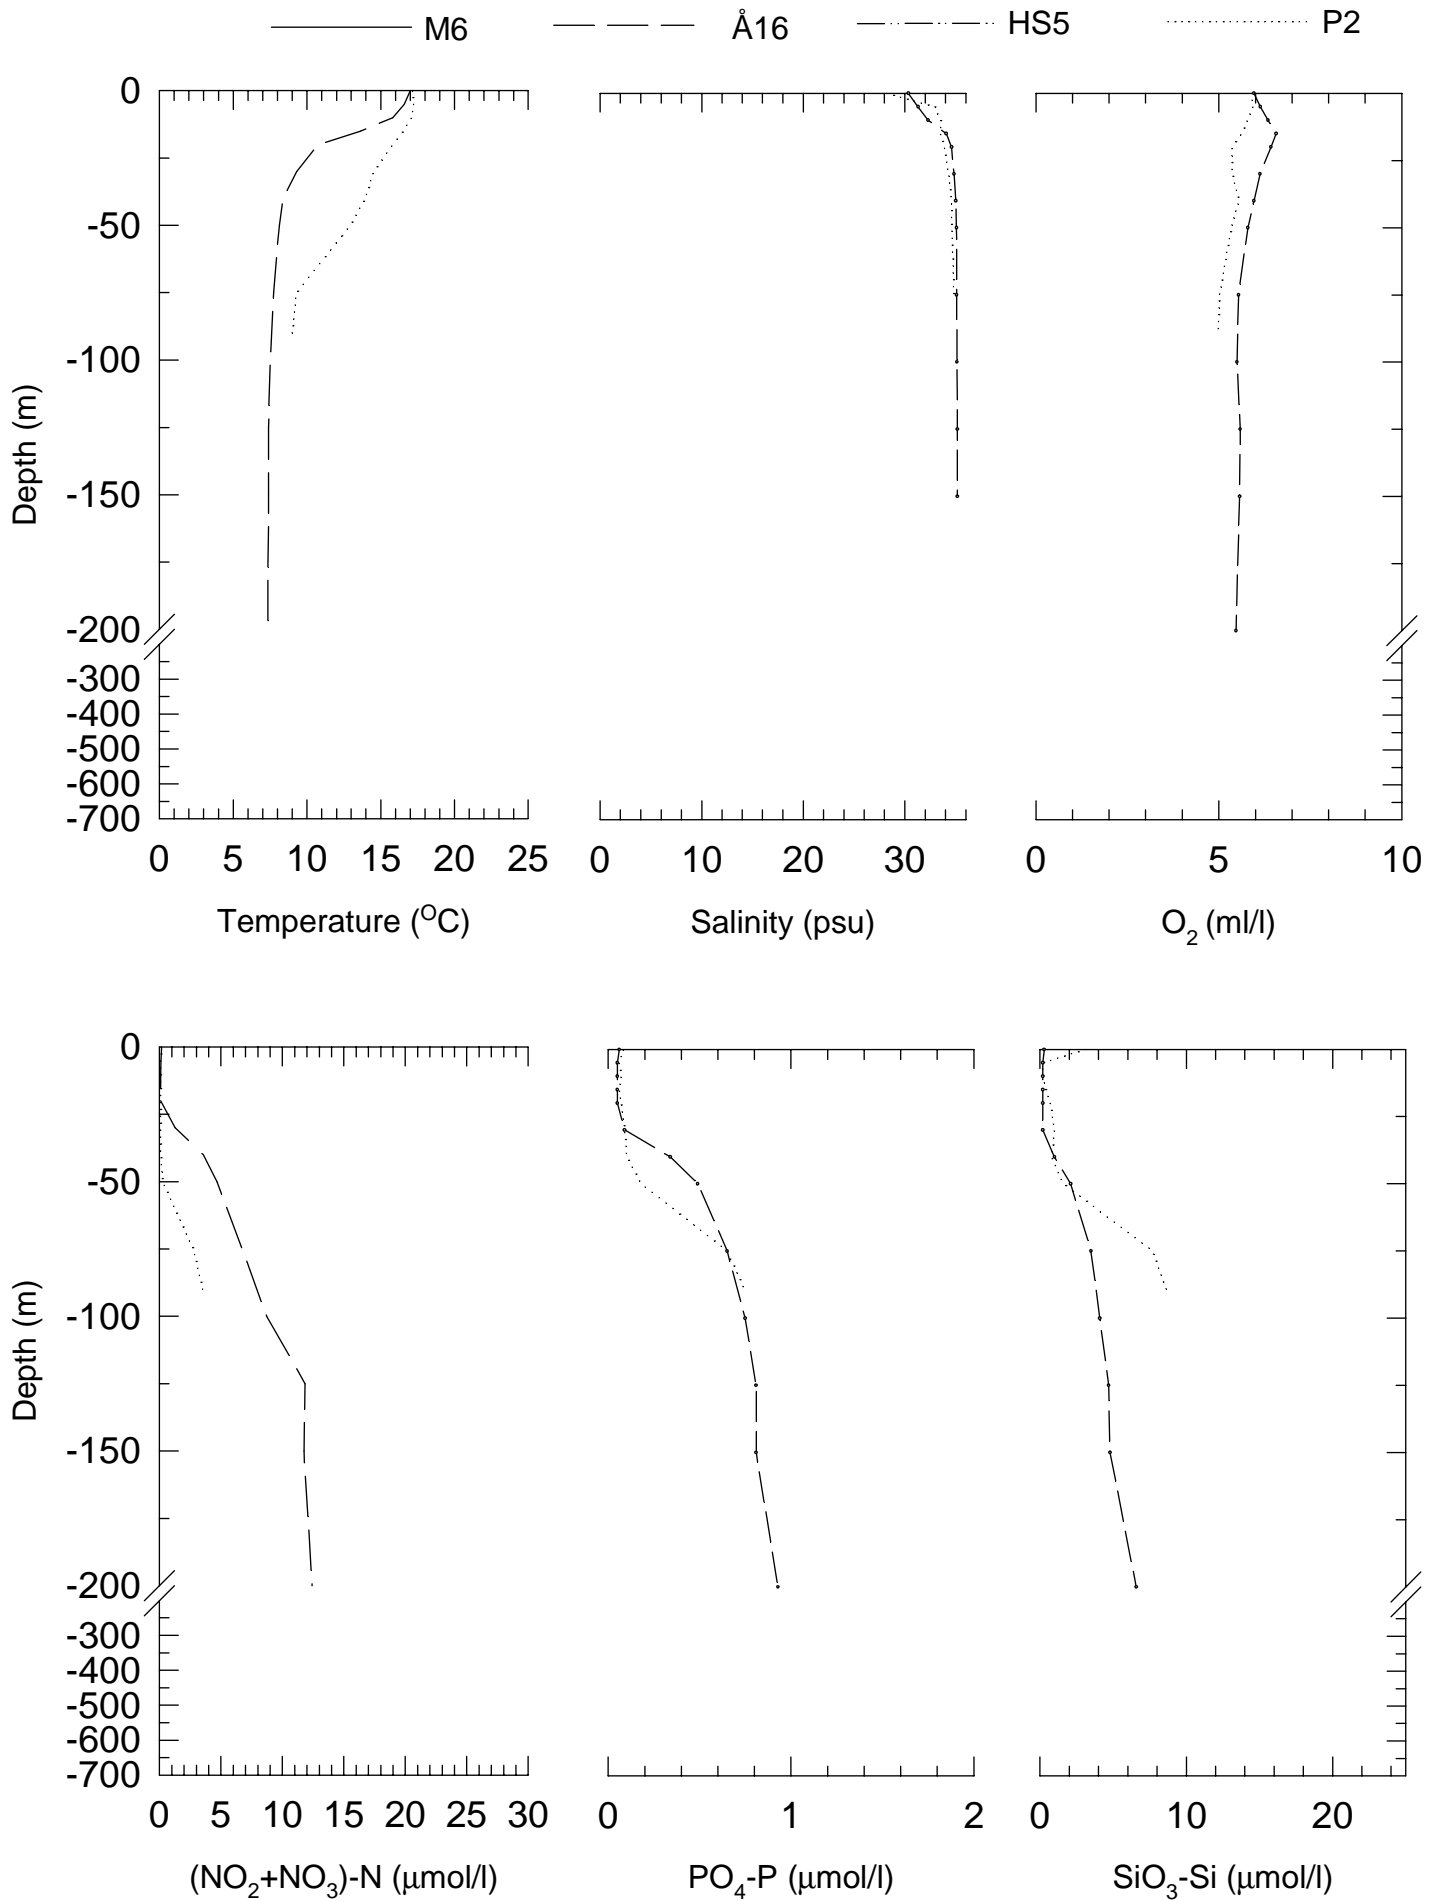 M6 Å16 HS5 P2
0
-50
-100
-150
-200
-300
-400
-500
-600
-700
Depth (m)
0 5 10 15 20 25
Temperature (OC)
0 10 20 30
Salinity (psu)
0 5 10
O2 (ml/l)
0
-50
-100
-150
-200
-300
-400
-500
-600
-700
Depth (m)
0 5 10 15 20 25 30
(NO2+NO3)-N (μmol/l)
0 1 2
PO4-P (μmol/l)
0 10 20
SiO3-Si (μmol/l)